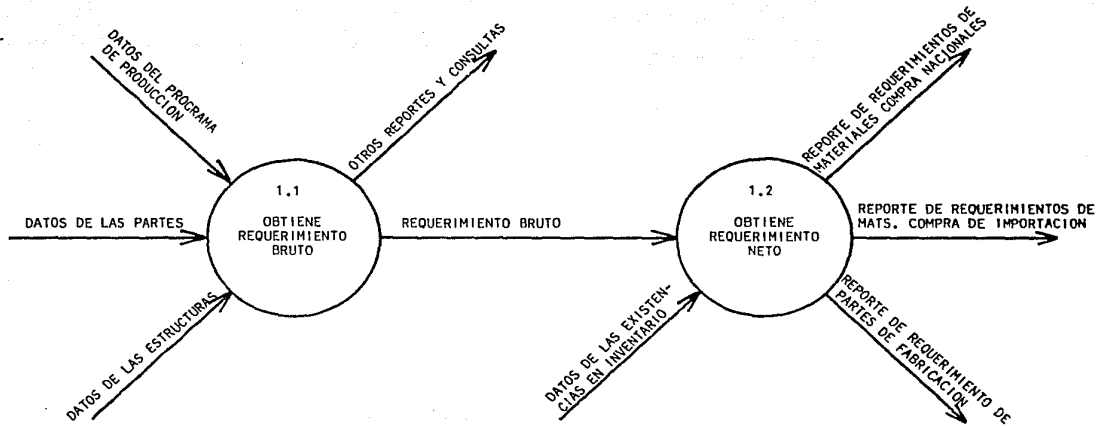 DATOS DEL PROGRAMA
DE PRODUCCION
OTROS REPORTES Y CONSULTAS
DATOS DE LAS PARTES
1.1
OBTIENE
REQUERIMIENTO
BRUTO
DATOS DE LAS ESTRUCTURAS
REQUERIMIENTO BRUTO
1.2
OBTIENE
REQUERIMIENTO
NETO
DATOS DE LAS EXISTEN-
CIAS EN INVENTARIO
REPORTE DE REQUERIMIENTOS DE
MATERIALES COMPRA NACIONALES
REPORTE DE REQUERIMIENTOS DE
MATS. COMPRA DE IMPORTACION
REPORTE DE REQUERIMIENTO DE
PARTES DE FABRICACION